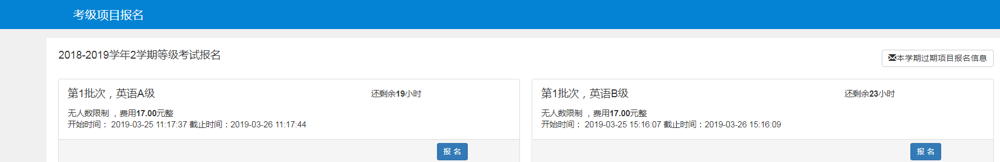 考级项目报名
2018-2019学年2学期等级考试报名
本学期过期项目报名信息
第1批次，英语A级
还剩余19小时
无人数限制 ，费用17.00元整
开始时间： 2019-03-25 11:17:37 截止时间：2019-03-26 11:17:44
报 名
第1批次，英语B级
还剩余23小时
无人数限制 ，费用17.00元整
开始时间： 2019-03-25 15:16:07 截止时间：2019-03-26 15:16:09
报 名